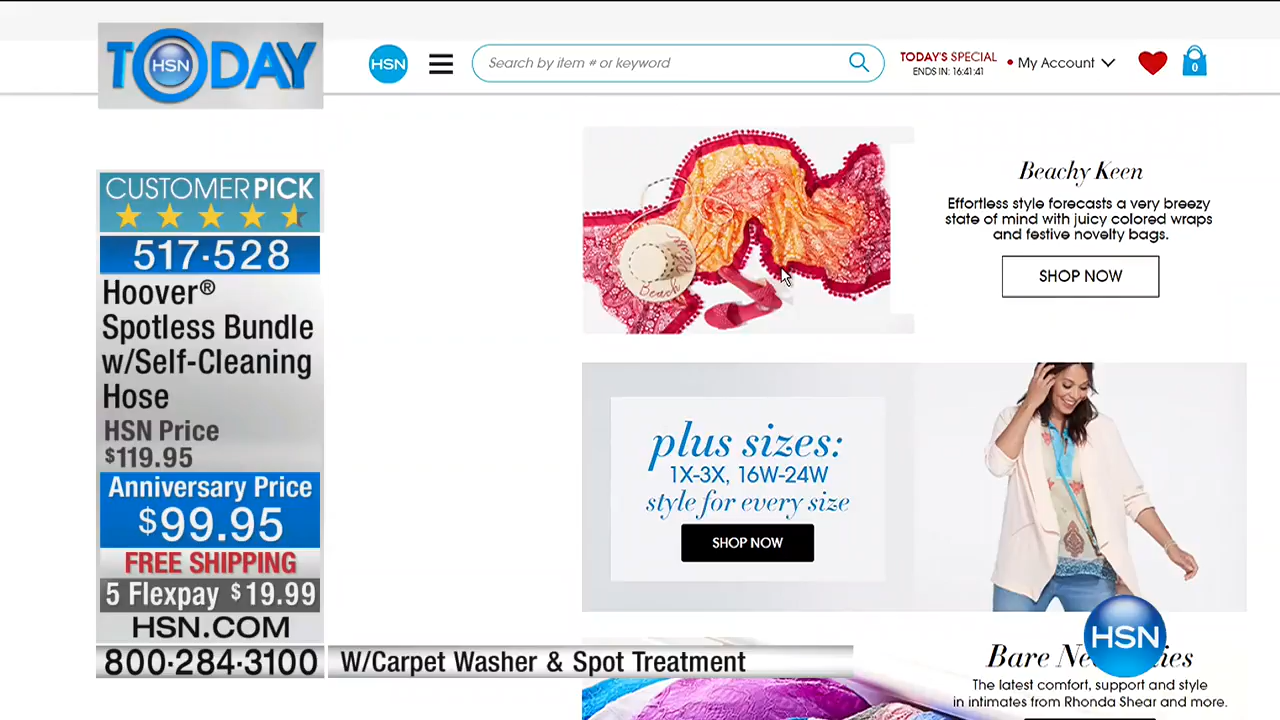 TODAY
HSN
HSN
Search by item # or keyword
TODAY'S SPECIAL
ENDS IN: 16:41:41
My Account
0
CUSTOMER PICK
517-528
Hoover®
Spotless Bundle
w/Self-Cleaning
Hose
HSN Price
$119.95
Anniversary Price
$99.95
FREE SHIPPING
5 Flexpay $19.99
HSN.COM
800-284-3100
W/Carpet Washer & Spot Treatment
Beach
Beachy Keen
Effortless style forecasts a very breezy
state of mind with juicy colored wraps
and festive novelty bags.
SHOP NOW
plus sizes:
1X-3X, 16W-24W
style for every size
SHOP NOW
HSN
Bare
The latest comfort, support and style
in intimates from Rhonda Shear and more.